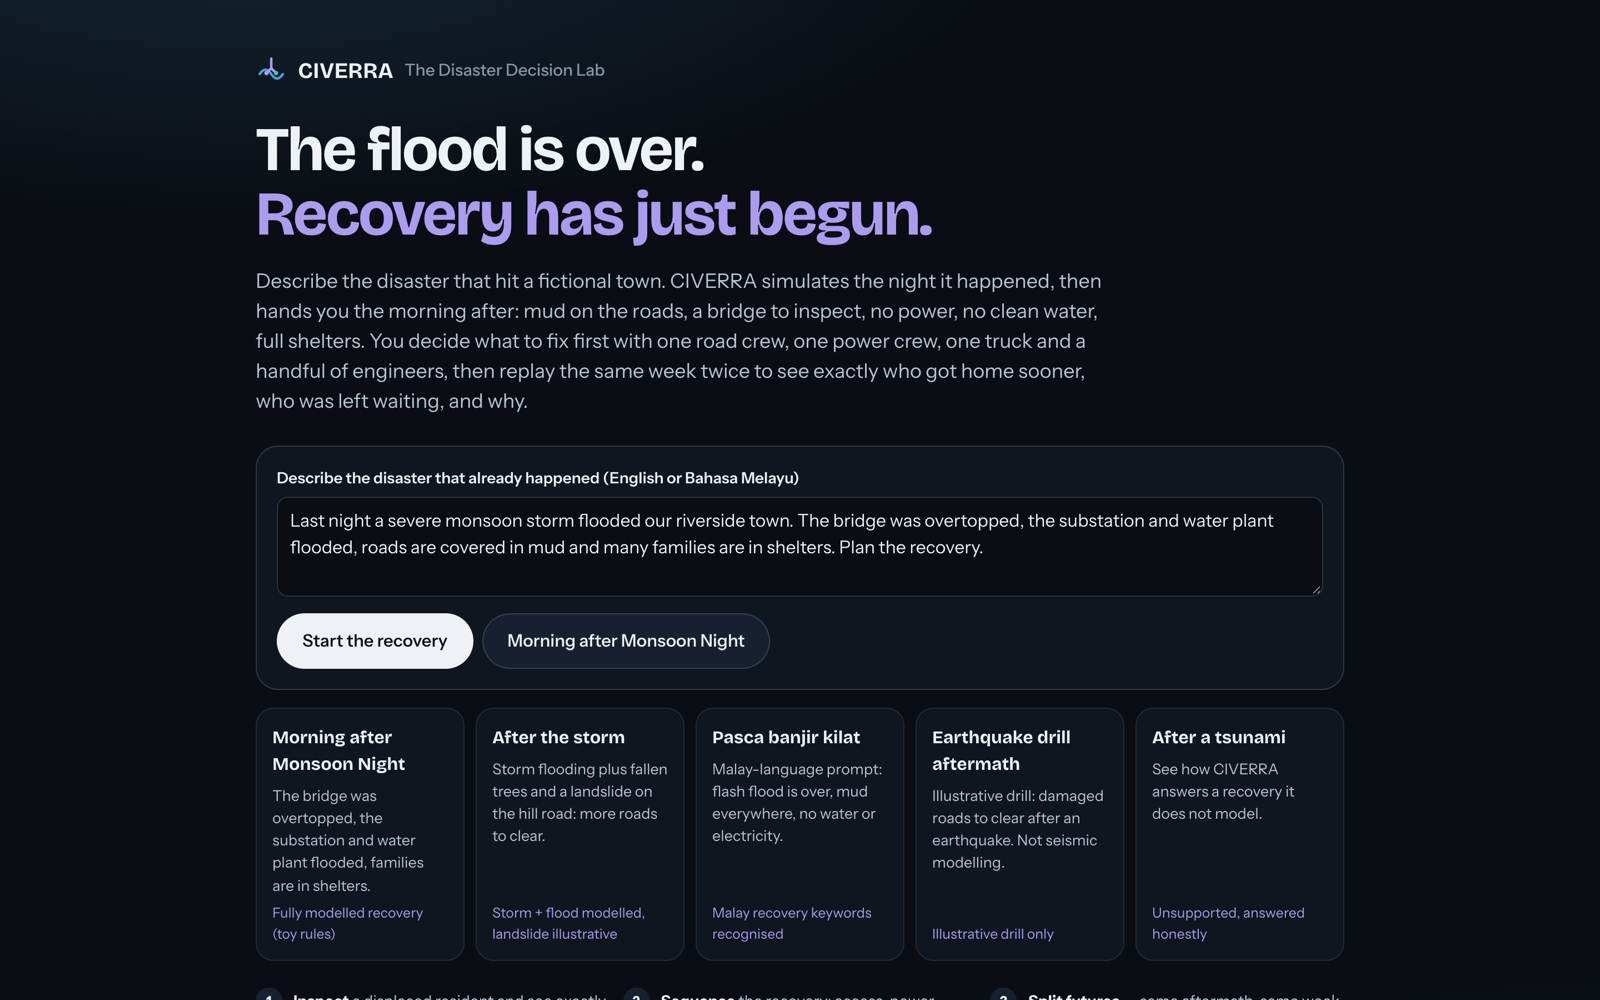 CIVERRA The Disaster Decision Lab
The flood is over.
Recovery has just begun.
Describe the disaster that hit a fictional town. CIVERRA simulates the night it happened, then
hands you the morning after: mud on the roads, a bridge to inspect, no power, no clean water,
full shelters. You decide what to fix first with one road crew, one power crew, one truck and a
handful of engineers, then replay the same week twice to see exactly who got home sooner,
who was left waiting, and why.
Describe the disaster that already happened (English or Bahasa Melayu)
Last night a severe monsoon storm flooded our riverside town. The bridge was overtopped, the substation and water plant
flooded, roads are covered in mud and many families are in shelters. Plan the recovery.
Start the recovery
Morning after Monsoon Night
Morning after
Monsoon Night
The bridge was
overtopped, the
substation and water
plant flooded, families
are in shelters.
Fully modelled recovery
(toy rules)
After the storm
Storm flooding plus fallen
trees and a landslide on
the hill road: more roads
to clear.
Storm + flood modelled,
landslide illustrative
Pasca banjir kilat
Malay-language prompt:
flash flood is over, mud
everywhere, no water or
electricity.
Malay recovery keywords
recognised
Earthquake drill
aftermath
Illustrative drill: damaged
roads to clear after an
earthquake. Not seismic
modelling.
Illustrative drill only
After a tsunami
See how CIVERRA
answers a recovery it
does not model.
Unsupported, answered
honestly